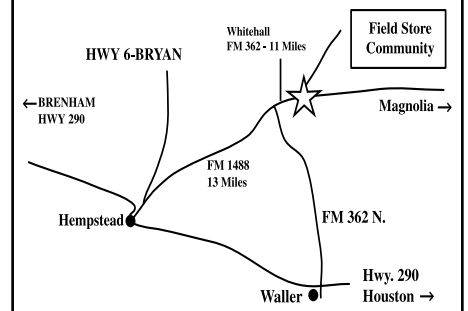 Whitehall
FM 362 - 11 Miles
Field Store
Community
HWY 6-BRYAN
←BRENHAM
HWY 290
Magnolia →
FM 1488
13 Miles
Hempstead
FM 362 N.
Hwy. 290
Houston →
Waller